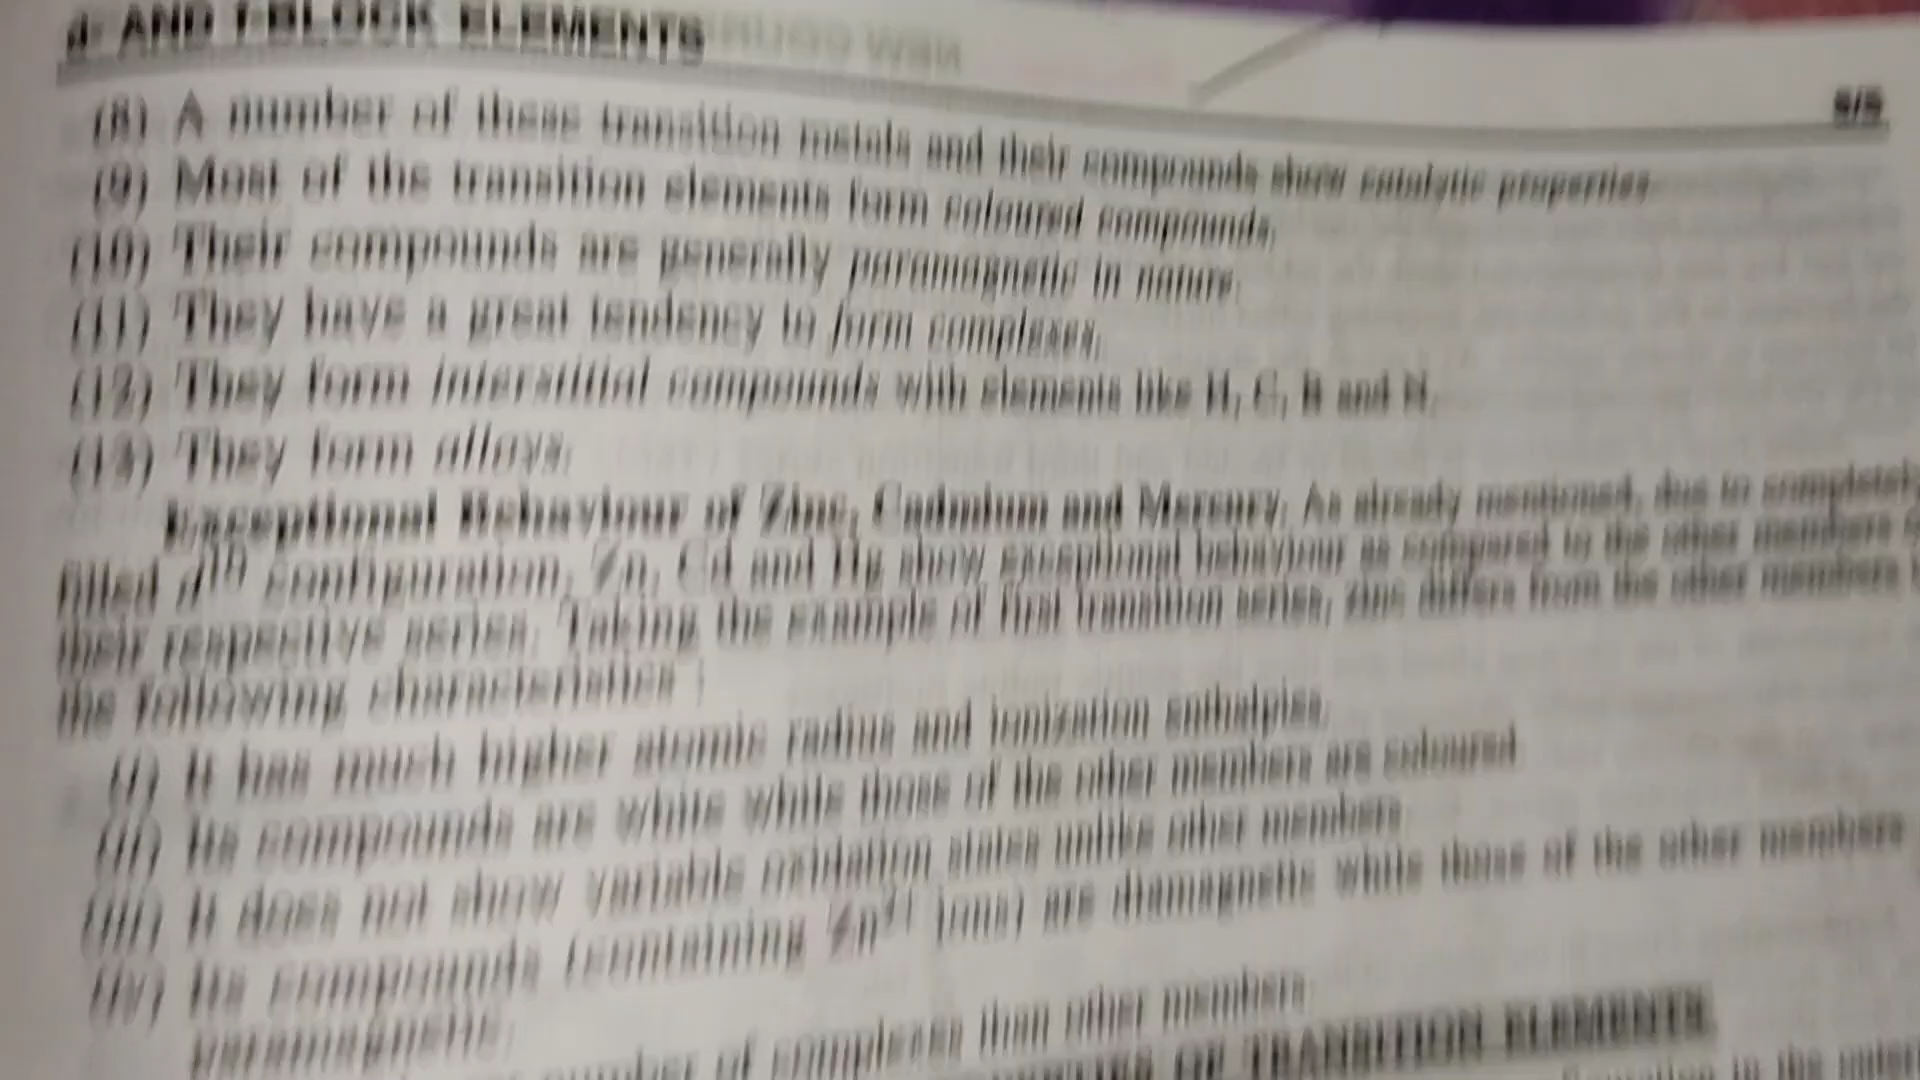 d- AND f-BLOCK ELEMENTS
(8) A number of these transition metals and their compounds show catalytic properties.
(9) Most of the transition elements form coloured compounds.
(10) Their compounds are generally paramagnetic in nature.
(11) They have a great tendency to form complexes.
(12) They form interstitial compounds with elements like H, C, B and N.
(13) They form alloys.
Exceptional Behaviour of Zinc, Cadmium and Mercury. As already mentioned, due to completely
filled d10 configuration, Zn, Cd and Hg show exceptional behaviour as compared to the other members
their respective series. Taking the example of first transition series, zinc differs from the other members
the following characteristics :
(i) It has much higher atomic radius and ionization enthalpies.
(ii) Its compounds are white while those of the other members are coloured
(iii) It does not show variable oxidation states unlike other members
(iv) Its compounds (containing Zn2+ ions) are diamagnetic while those of the other members
paramagnetic.
number of complexes than other members
OF TRANSITION ELEMENTS
in the